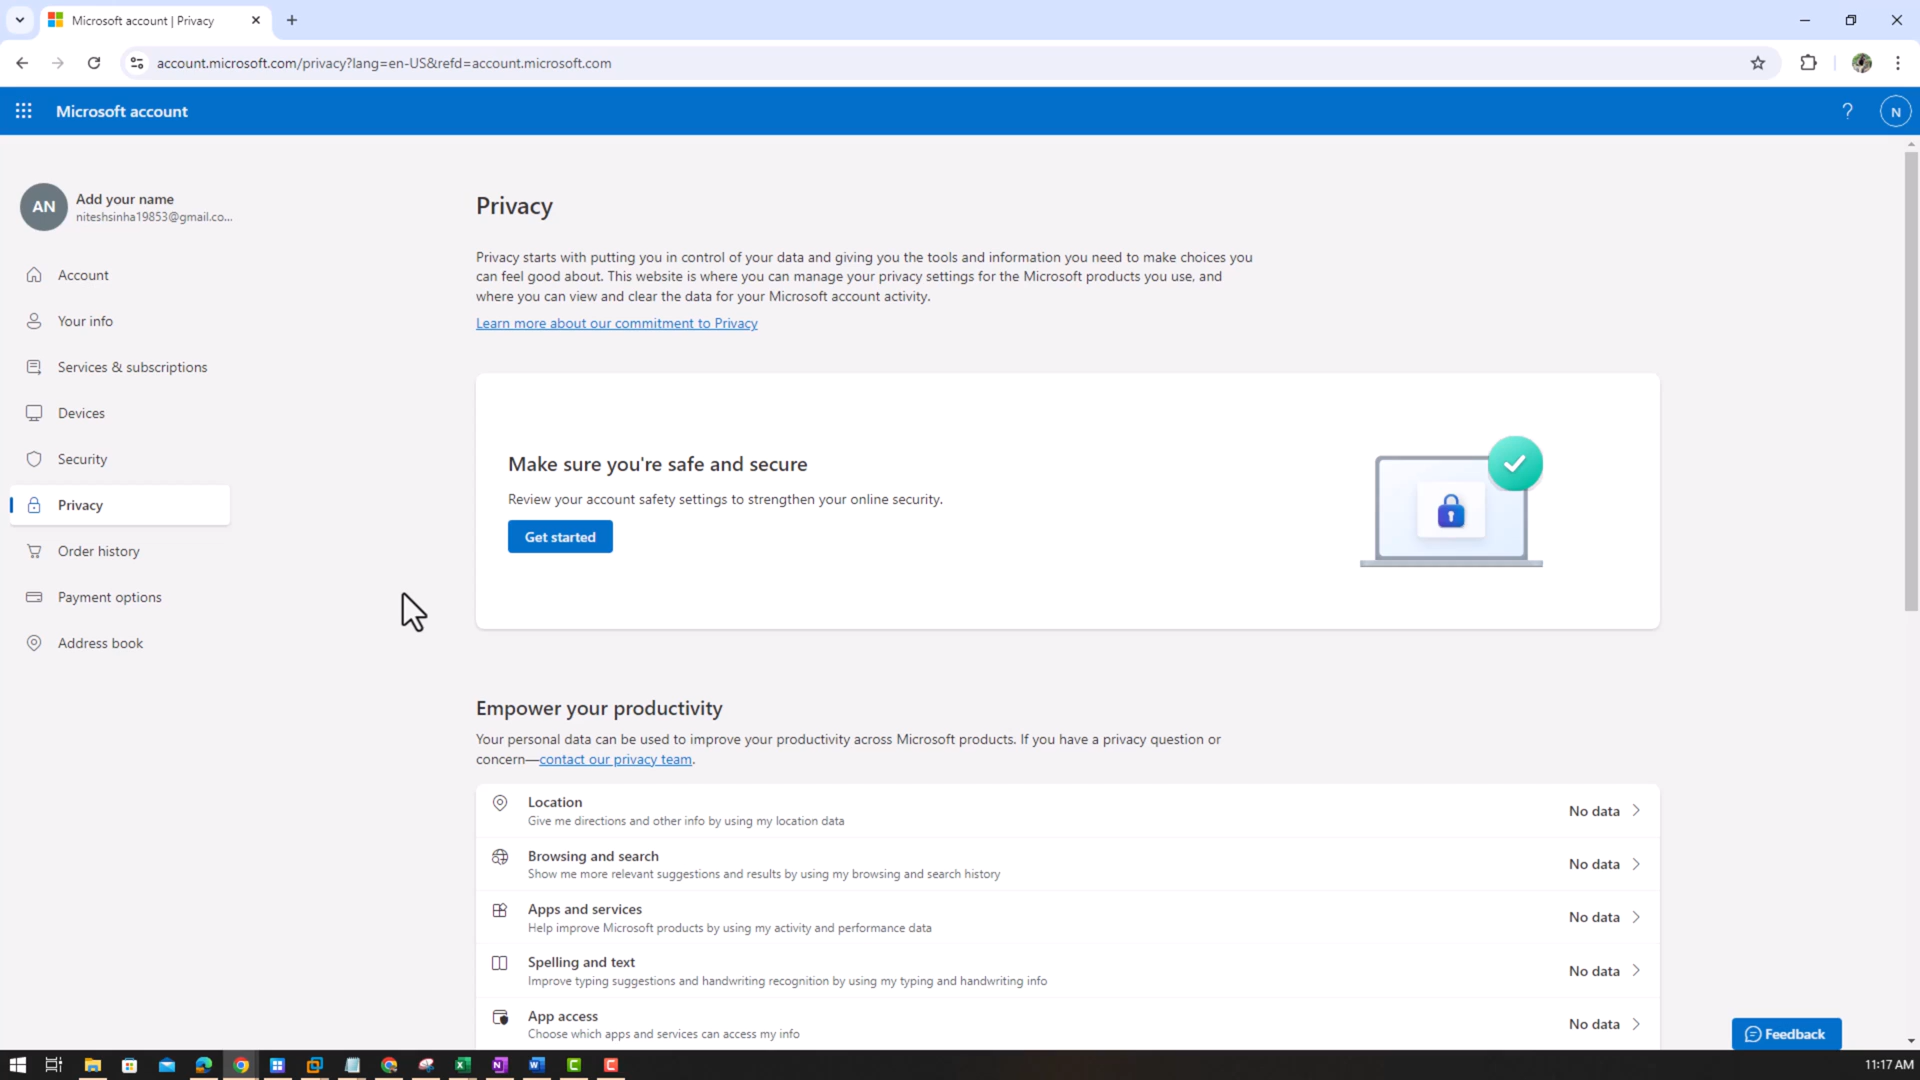 Microsoft account | Privacy
account.microsoft.com/privacy?lang=en-US&refd=account.microsoft.com
Microsoft account
?
N
AN
Add your name
niteshsinha19853@gmail.co...
Account
Your info
Services & subscriptions
Devices
Security
Privacy
Order history
Payment options
Address book
Privacy
Privacy starts with putting you in control of your data and giving you the tools and information you need to make choices you
can feel good about. This website is where you can manage your privacy settings for the Microsoft products you use, and
where you can view and clear the data for your Microsoft account activity.
Learn more about our commitment to Privacy
Make sure you're safe and secure
Review your account safety settings to strengthen your online security.
Get started
Empower your productivity
Your personal data can be used to improve your productivity across Microsoft products. If you have a privacy question or
concern—contact our privacy team.
Location
Give me directions and other info by using my location data
No data
Browsing and search
Show me more relevant suggestions and results by using my browsing and search history
No data
Apps and services
Help improve Microsoft products by using my activity and performance data
No data
Spelling and text
Improve typing suggestions and handwriting recognition by using my typing and handwriting info
No data
App access
Choose which apps and services can access my info
No data
Feedback
11:17 AM